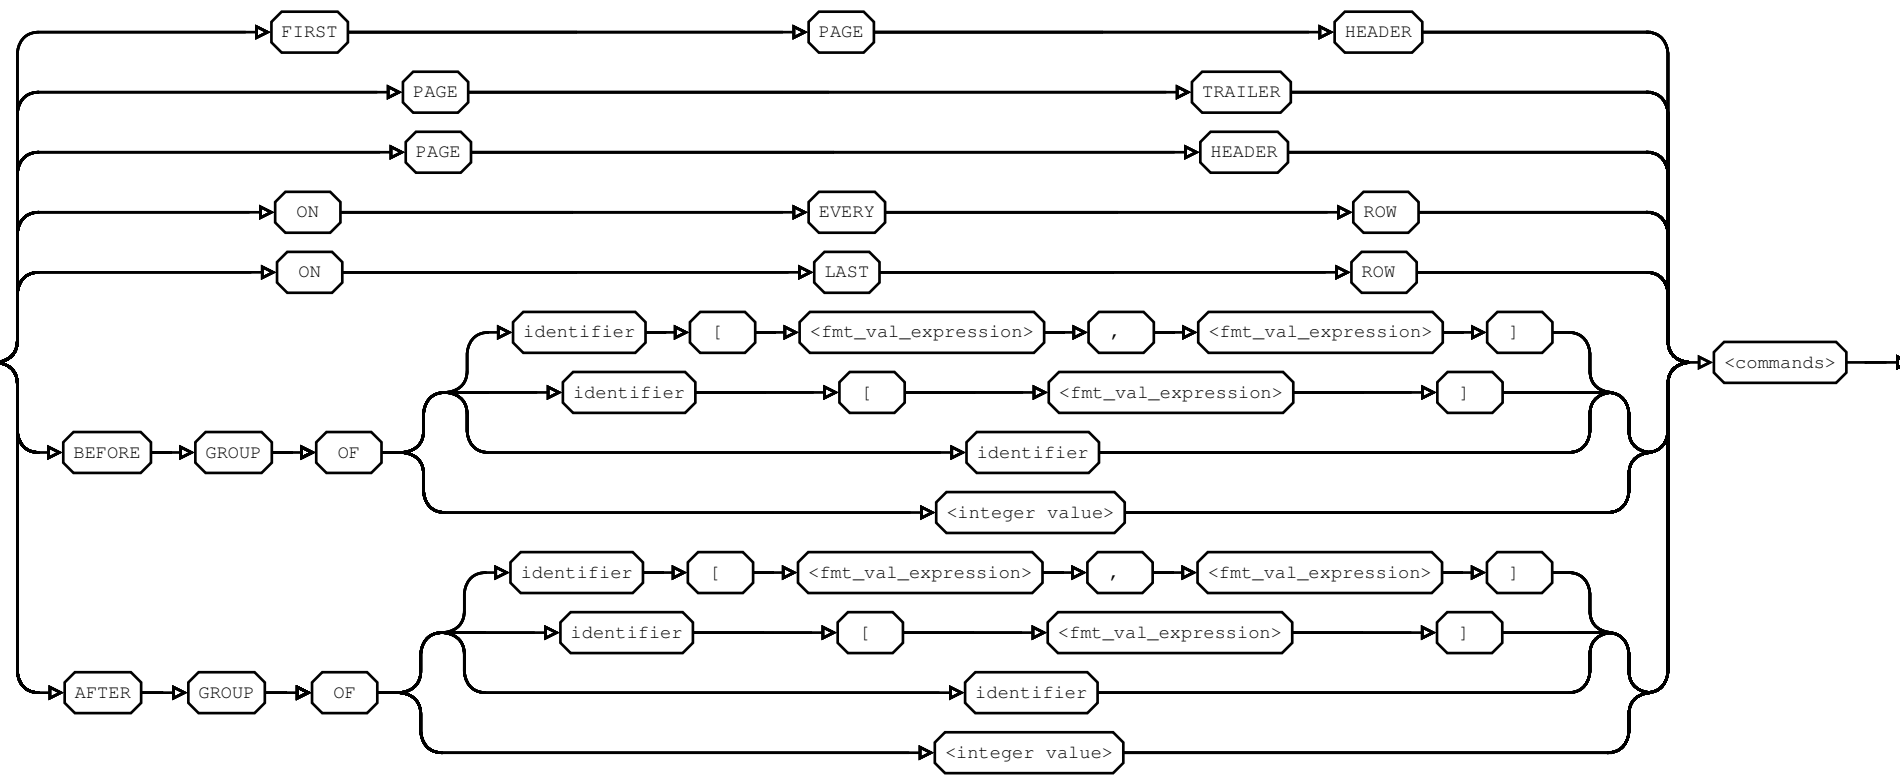 FIRST PAGE HEADER
PAGE TRAILER
PAGE HEADER
ON EVERY ROW
ON LAST ROW
identifier [ <fmt_val_expression> , <fmt_val_expression> ]
<commands>
identifier [ <fmt_val_expression> ]
BEFORE GROUP OF identifier
<integer value>
identifier [ <fmt_val_expression> , <fmt_val_expression> ]
identifier [ <fmt_val_expression> ]
AFTER GROUP OF identifier
<integer value>